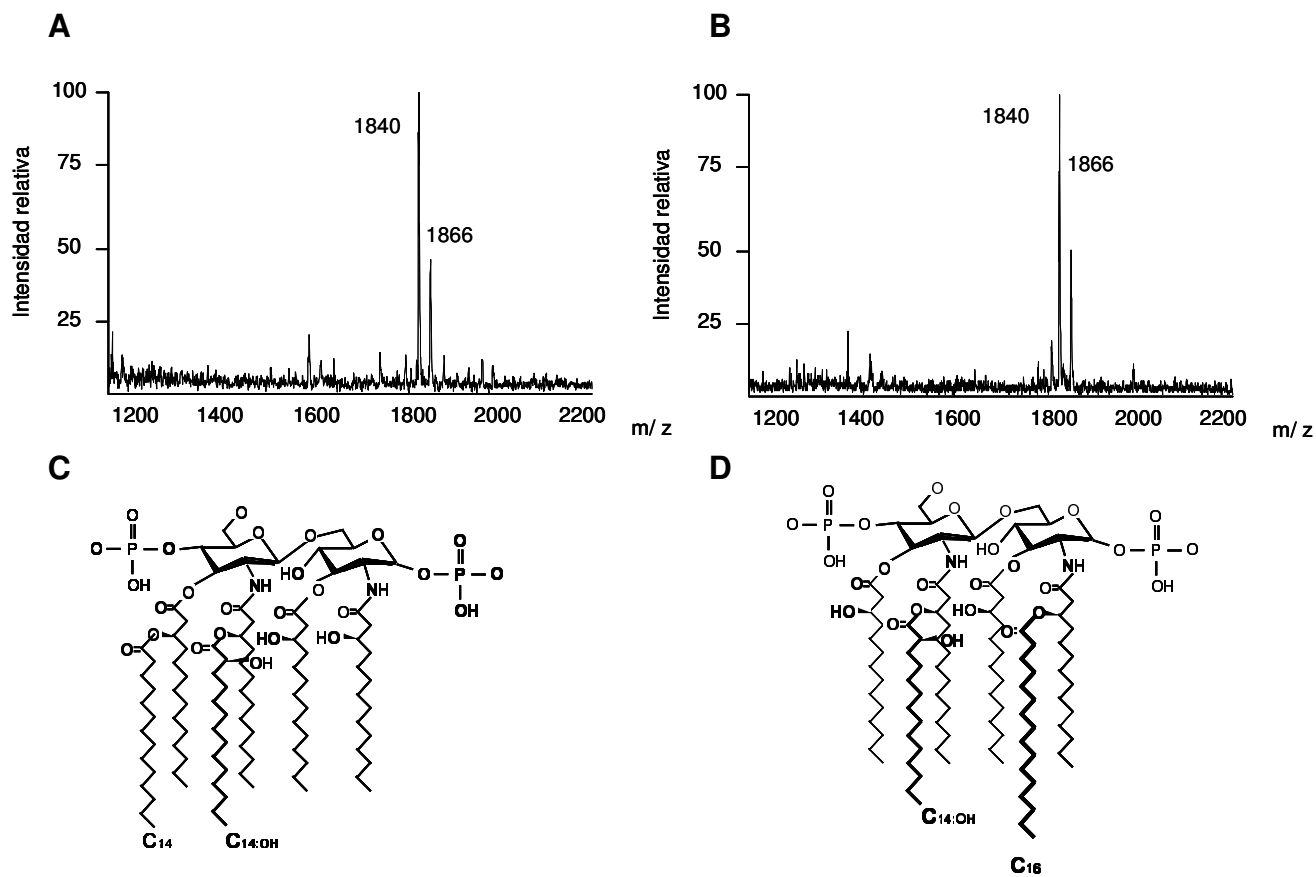 A
B
Intensidad relativa
100
75
50
25
1840
1866
1200 1400 1600 1800 2000 2200
m/ z
Intensidad relativa
100
75
50
25
1840
1866
1200 1400 1600 1800 2000 2200
m/ z
C
D
O
O
O P O
OH
O
O
O
HO
O
O
NH
O
NH
O P O
O
OH
O
O
O
O
O
O
O
O
OH
HO
HO
C14
C14:OH
O
O
O P O
OH
O
O
O
HO
O
O
NH
O
NH
O P O
O
OH
O
O
O
O
HO
O
O
OH
HO
O
O
C14:OH
C16